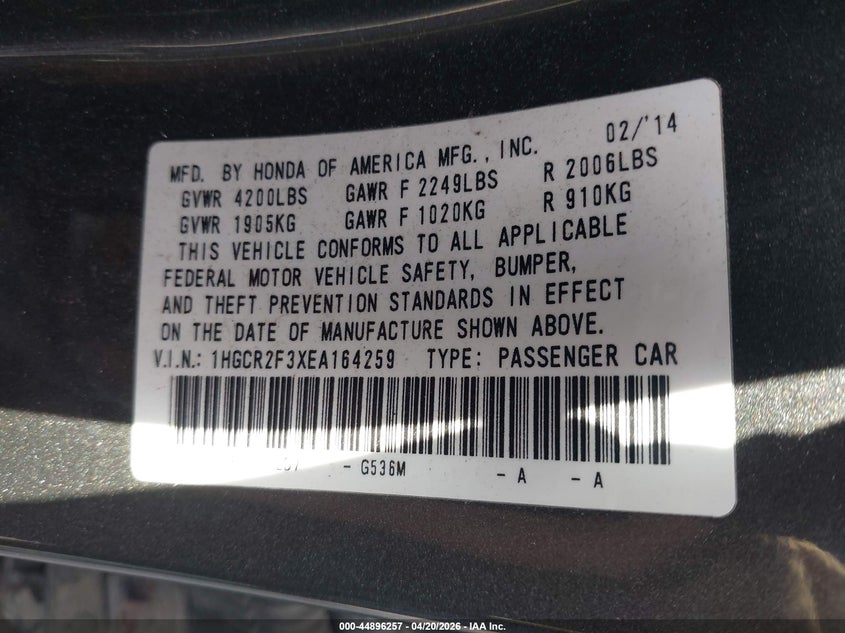 02/'14
MFD. BY HONDA OF AMERICA MFG., INC.
GVWR 4200LBS GAWR F 2249LBS R 2006LBS
GVWR 1905KG GAWR F 1020KG R 910KG
THIS VEHICLE CONFORMS TO ALL APPLICABLE
FEDERAL MOTOR VEHICLE SAFETY, BUMPER,
AND THEFT PREVENTION STANDARDS IN EFFECT
ON THE DATE OF MANUFACTURE SHOWN ABOVE.
V.I.N.: 1HGCR2F3XEA164259 TYPE: PASSENGER CAR
- G536M - A - A
000-44896257 - 04/20/2026 - IAA Inc.